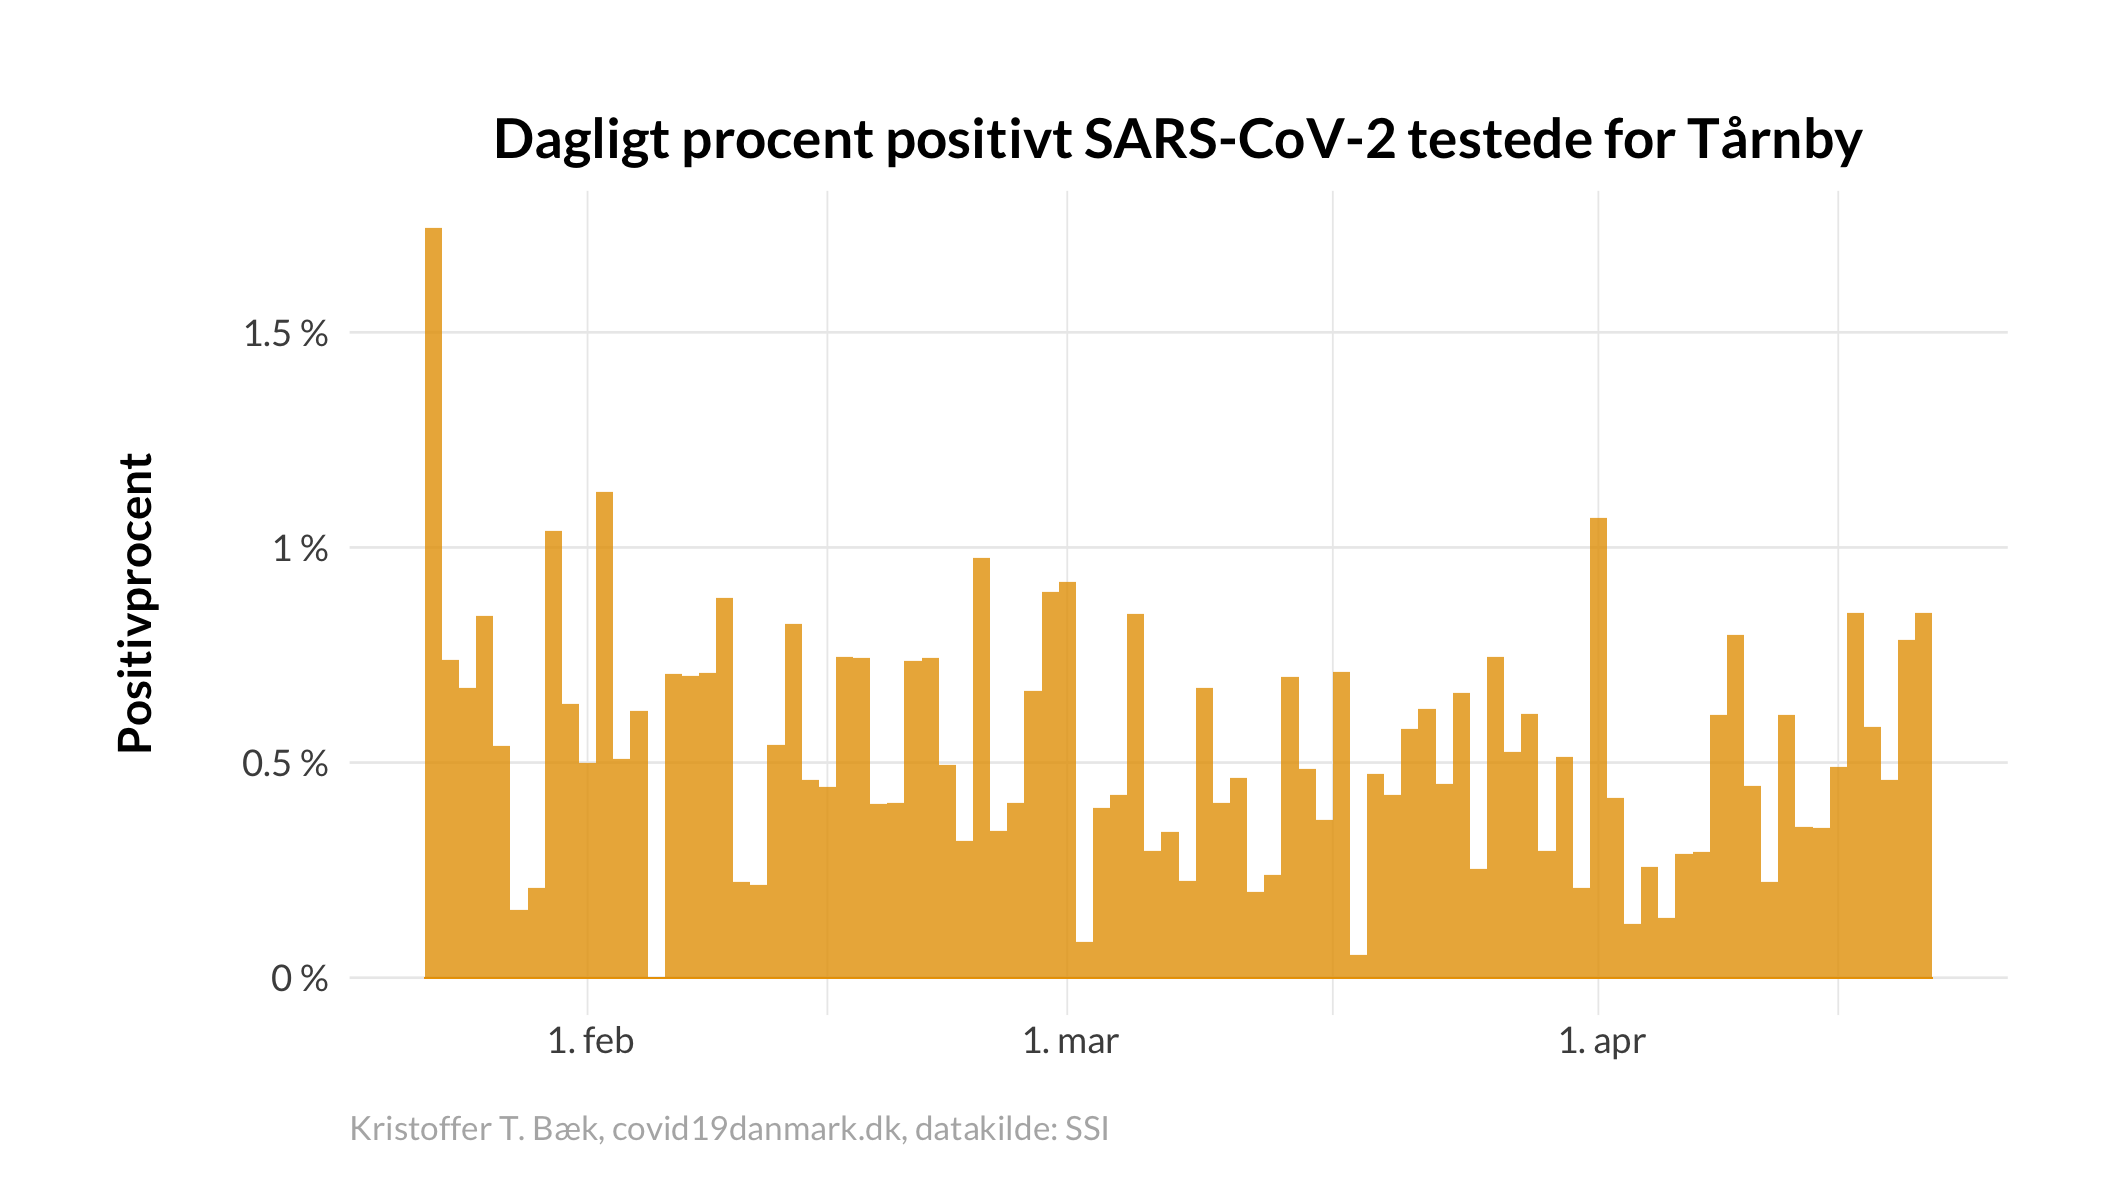 Dagligt procent positivt SARS-CoV-2 testede for Tårnby
Positivprocent
1.5 %
1 %
0.5 %
0 %
1. feb
1. mar
1. apr
Kristoffer T. Bæk, covid19danmark.dk, datakilde: SSI